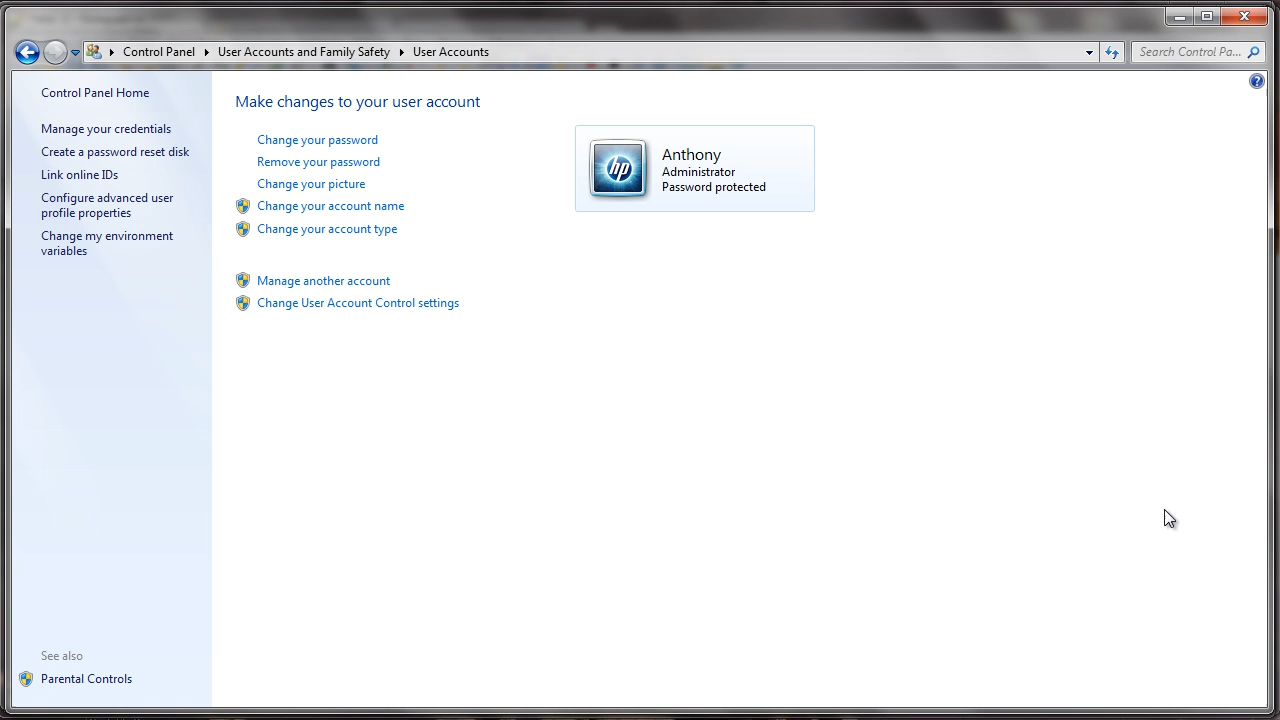 Control Panel
User Accounts and Family Safety
User Accounts
Search Control Pa...
Control Panel Home
Manage your credentials
Create a password reset disk
Link online IDs
Configure advanced user
profile properties
Change my environment
variables
Make changes to your user account
Change your password
Remove your password
Change your picture
Change your account name
Change your account type
Manage another account
Change User Account Control settings
hp
Anthony
Administrator
Password protected
See also
Parental Controls